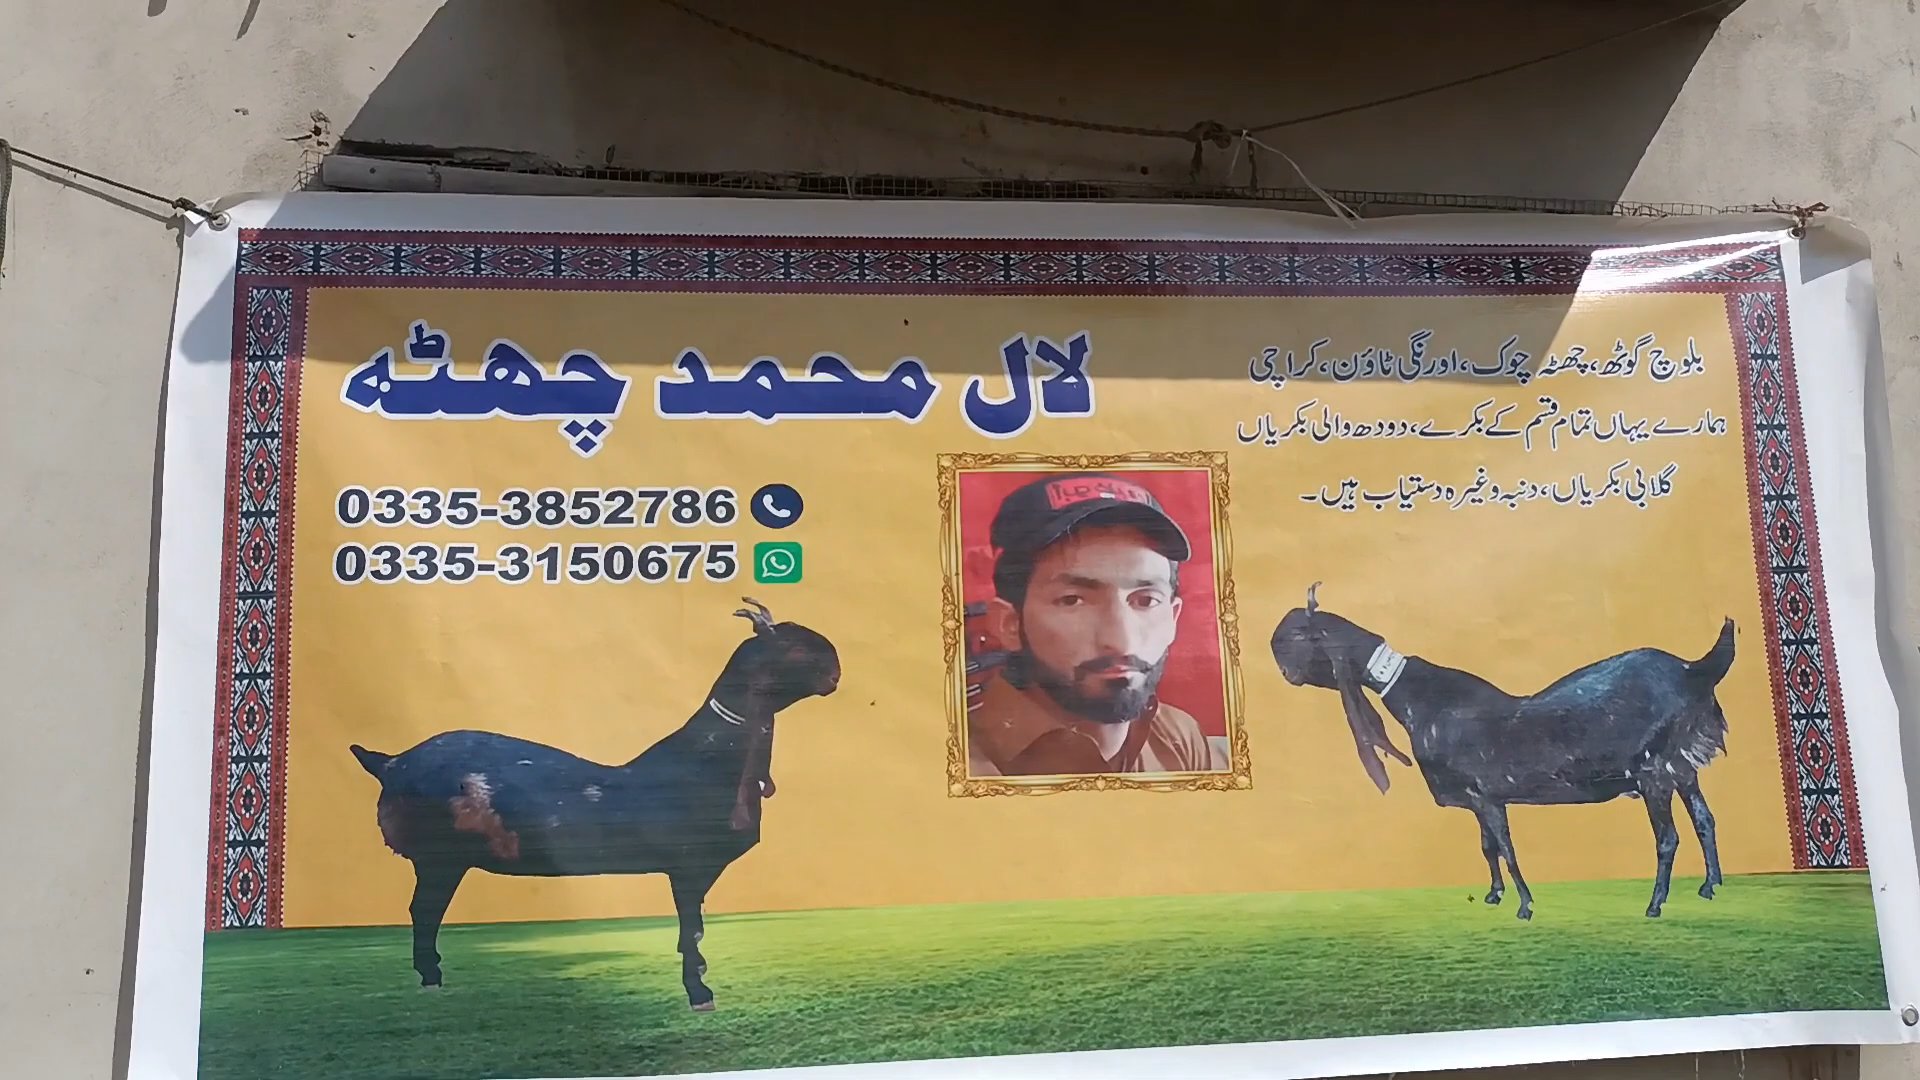 لال محمد چھٹہ
0335-3852786
0335-3150675
بلوچ گوٹھ، چھٹہ چوک، اورنگی ٹاؤن، کراچی
ہمارے یہاں تمام قسم کے بکرے، دودھ والی بکریاں
گلابی بکریاں، دنبہ وغیرہ دستیاب ہیں۔